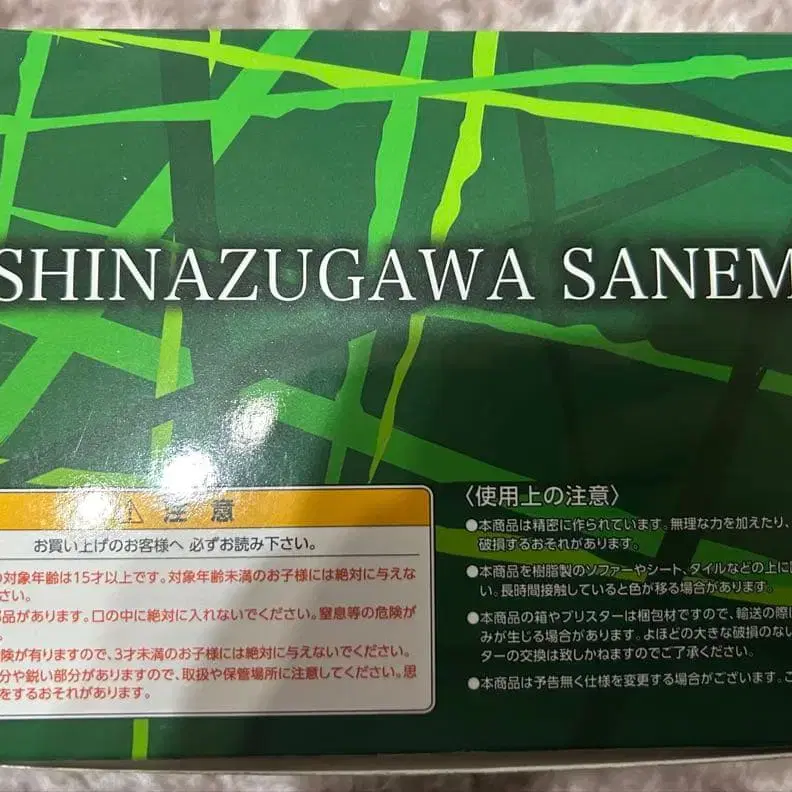 SHINAZUGAWA SANEM
⚠ 注意
お買い上げのお客様へ 必ずお読み下さい。
の対象年齢は15才以上です。対象年齢未満のお子様には絶対に与えな
さい。
部品があります。口の中に絶対に入れないでください。窒息等の危険が
険が有りますので、3才未満のお子様には絶対に与えないでください。
分や鋭い部分がありますので、取扱や保管場所に注意してください。思
をするおそれがあります。
〈使用上の注意〉
●本商品は精密に作られています。無理な力を加えたり、
破損するおそれがあります。
●本商品を樹脂製のソファーやシート、タイルなどの上に
い。長時間接触していると色が移る場合があります。
●本商品の箱やブリスターは梱包材ですので、輸送の際に
みが生じる場合があります。よほどの大きな破損のない
ターの交換は致しかねますのでご了承ください。
●本商品は予告無く仕様を変更する場合がございます。こ